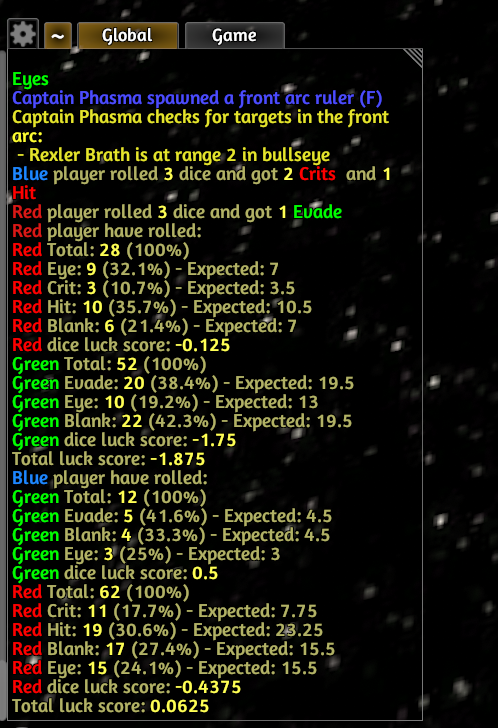 ~ Global Game
Eyes
Captain Phasma spawned a front arc ruler (F)
Captain Phasma checks for targets in the front
arc:
- Rexler Brath is at range 2 in bullseye
Blue player rolled 3 dice and got 2 Crits and 1
Hit
Red player rolled 3 dice and got 1 Evade
Red player have rolled:
Red Total: 28 (100%)
Red Eye: 9 (32.1%) - Expected: 7
Red Crit: 3 (10.7%) - Expected: 3.5
Red Hit: 10 (35.7%) - Expected: 10.5
Red Blank: 6 (21.4%) - Expected: 7
Red dice luck score: -0.125
Green Total: 52 (100%)
Green Evade: 20 (38.4%) - Expected: 19.5
Green Eye: 10 (19.2%) - Expected: 13
Green Blank: 22 (42.3%) - Expected: 19.5
Green dice luck score: -1.75
Total luck score: -1.875
Blue player have rolled:
Green Total: 12 (100%)
Green Evade: 5 (41.6%) - Expected: 4.5
Green Blank: 4 (33.3%) - Expected: 4.5
Green Eye: 3 (25%) - Expected: 3
Green dice luck score: 0.5
Red Total: 62 (100%)
Red Crit: 11 (17.7%) - Expected: 7.75
Red Hit: 19 (30.6%) - Expected: 23.25
Red Blank: 17 (27.4%) - Expected: 15.5
Red Eye: 15 (24.1%) - Expected: 15.5
Red dice luck score: -0.4375
Total luck score: 0.0625